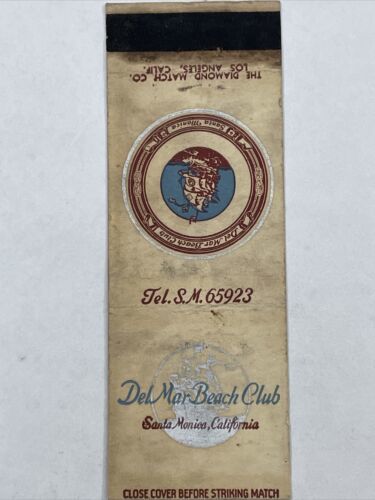 THE DIAMOND MATCH CO.
LOS ANGELES, CALIF.
Santa Monica
Del Mar Beach Club
Tel. S.M. 65923
Del Mar Beach Club
Santa Monica, California
CLOSE COVER BEFORE STRIKING MATCH